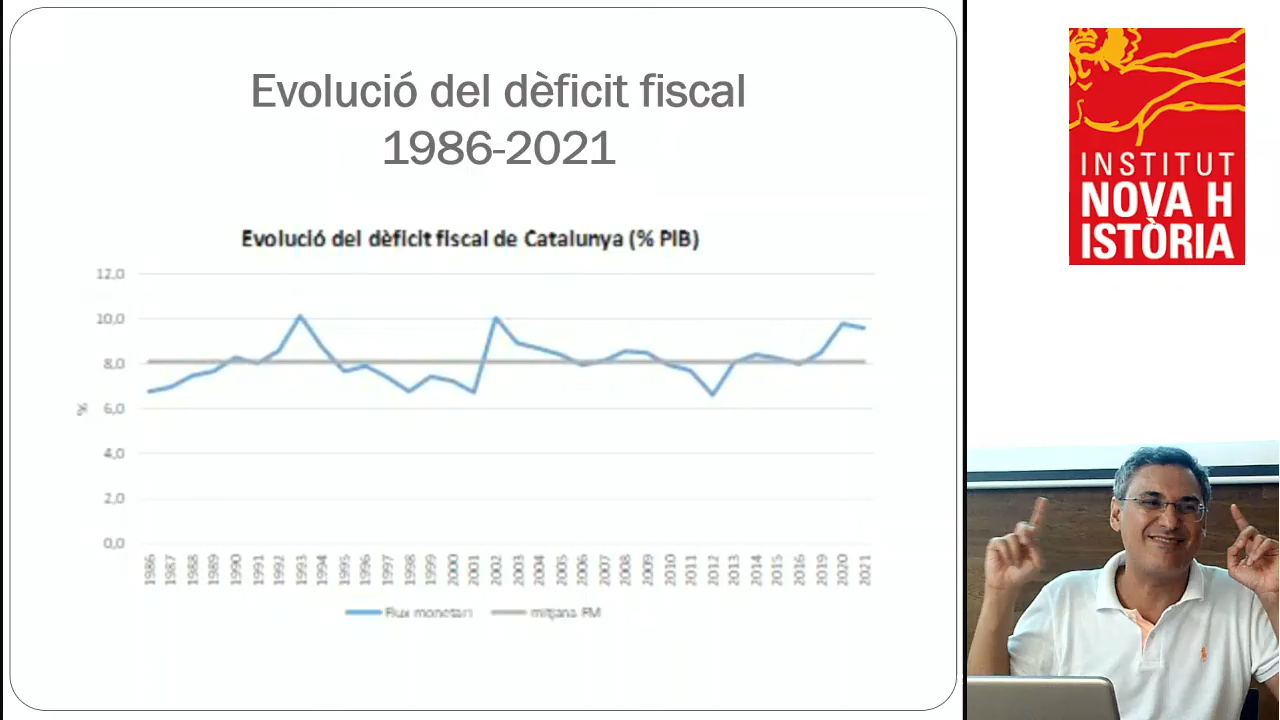 Evolució del dèficit fiscal
1986-2021
Evolució del dèficit fiscal de Catalunya (% PIB)
12,0
10,0
8,0
6,0
4,0
2,0
0,0
%
1986 1987 1988 1989 1990 1991 1992 1993 1994 1995 1996 1997 1998 1999 2000 2001 2002 2003 2004 2005 2006 2007 2008 2009 2010 2011 2012 2013 2014 2015 2016 2019 2020 2021
Flux monetari mitjana FM
INSTITUT
NOVA H
ISTÒRIA